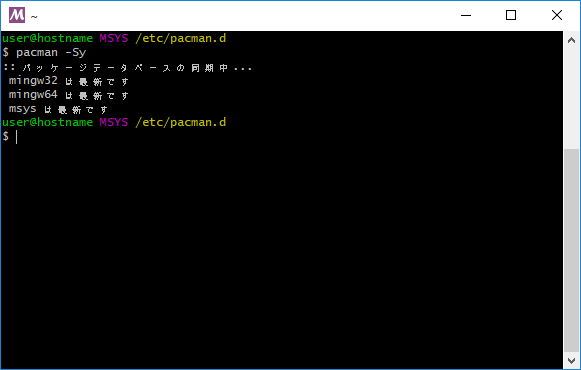 ~
user@hostname MSYS /etc/pacman.d
$ pacman -Sy
:: パッケージデータベースの同期中...
mingw32 は最新です
mingw64 は最新です
msys は最新です
user@hostname MSYS /etc/pacman.d
$